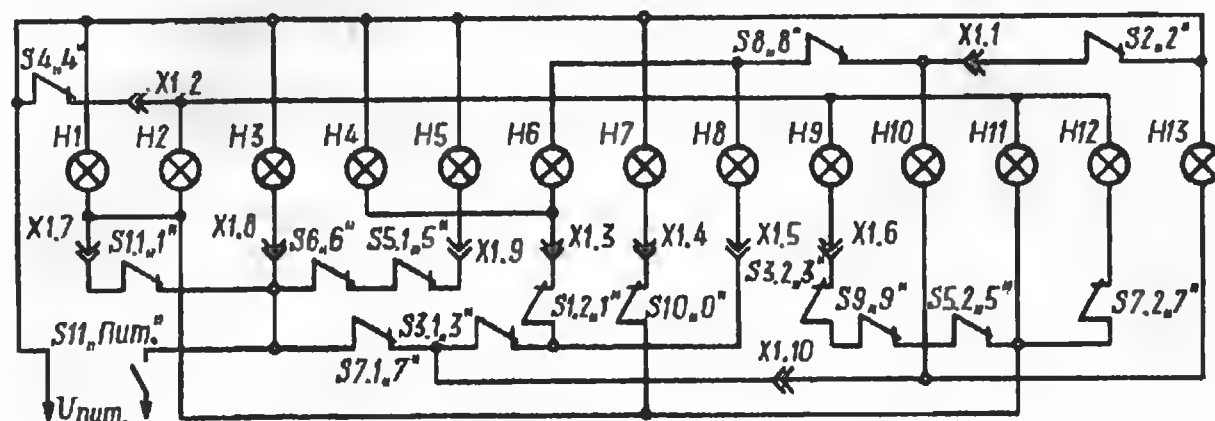 S4„4"
X1.2
S8„8"
X1.1
S2„2"
H1
H2
H3
H4
H5
H6
H7
H8
H9
H10
H11
H12
H13
X1.7
S1.1„1"
X1.8
S6„6"
S5.1„5"
X1.9
X1.3
X1.4
X1.5
X1.6
S1.2„1"
S10„0"
S3.2„3"
S9„9"
S5.2„5"
S7.2„7"
S11„Пит."
S3.1„3"
S7.1„7"
X1.10
Uпит.